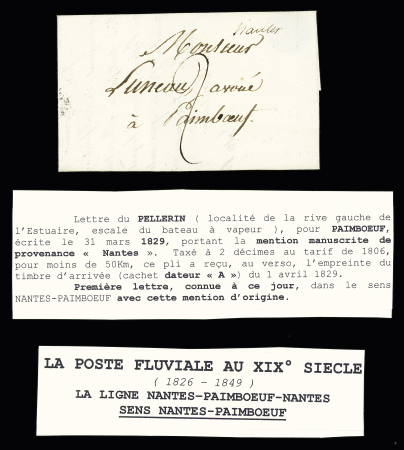 Nantes
Monsieur
Luneau avoué
2
à Paimboeuf.
Lettre du PELLERIN ( localité de la rive gauche de
l'Estuaire, escale du bateau à vapeur ), pour PAIMBOEUF,
écrite le 31 mars 1829, portant la mention manuscrite de
provenance « Nantes ». Taxé à 2 décimes au tarif de 1806,
pour moins de 50Km, ce pli a reçu, au verso, l'empreinte du
timbre d'arrivée (cachet dateur « A ») du 1 avril 1829.
Première lettre, connue à ce jour, dans le sens
NANTES-PAIMBOEUF avec cette mention d'origine.
LA POSTE FLUVIALE AU XIX° SIECLE
( 1826 - 1849 )
LA LIGNE NANTES-PAIMBOEUF-NANTES
SENS NANTES-PAIMBOEUF